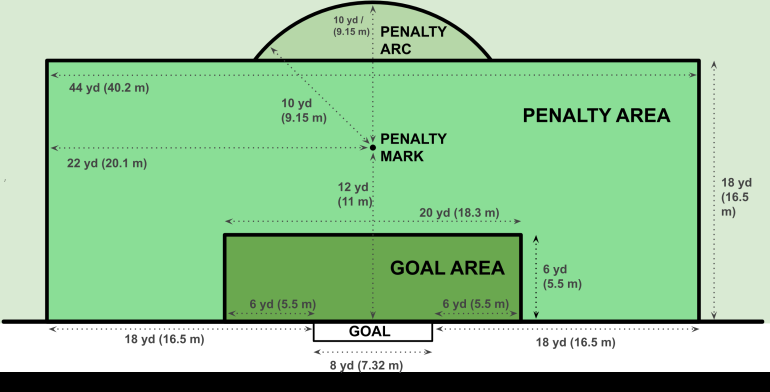 10 yd /
(9.15 m)
PENALTY
ARC
44 yd (40.2 m)
10 yd
(9.15 m)
PENALTY AREA
PENALTY
MARK
22 yd (20.1 m)
12 yd
(11 m)
18 yd
(16.5
m)
20 yd (18.3 m)
GOAL AREA
6 yd
(5.5 m)
6 yd (5.5 m)
6 yd (5.5 m)
GOAL
18 yd (16.5 m)
18 yd (16.5 m)
8 yd (7.32 m)